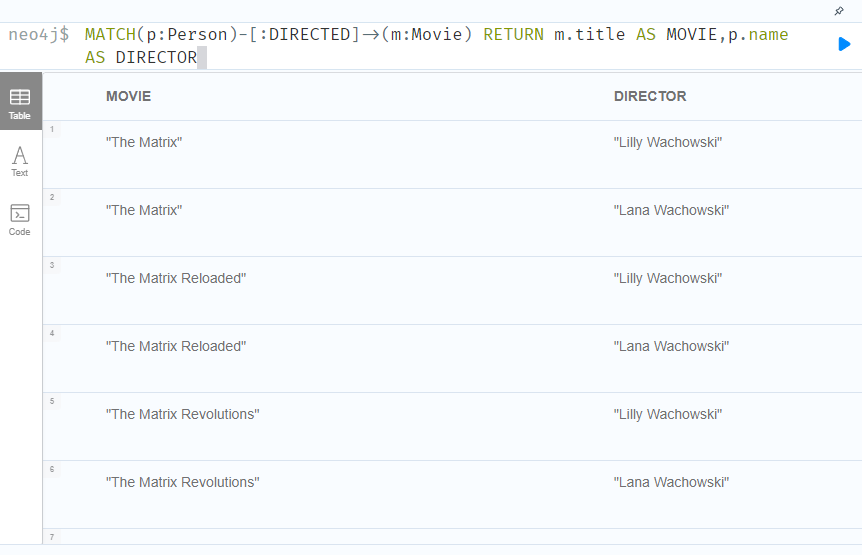 neo4j$ MATCH(p:Person)-[:DIRECTED]->(m:Movie) RETURN m.title AS MOVIE,p.name
AS DIRECTOR
Table
Text
Code
MOVIE DIRECTOR
1 "The Matrix" "Lilly Wachowski"
2 "The Matrix" "Lana Wachowski"
3 "The Matrix Reloaded" "Lilly Wachowski"
4 "The Matrix Reloaded" "Lana Wachowski"
5 "The Matrix Revolutions" "Lilly Wachowski"
6 "The Matrix Revolutions" "Lana Wachowski"
7